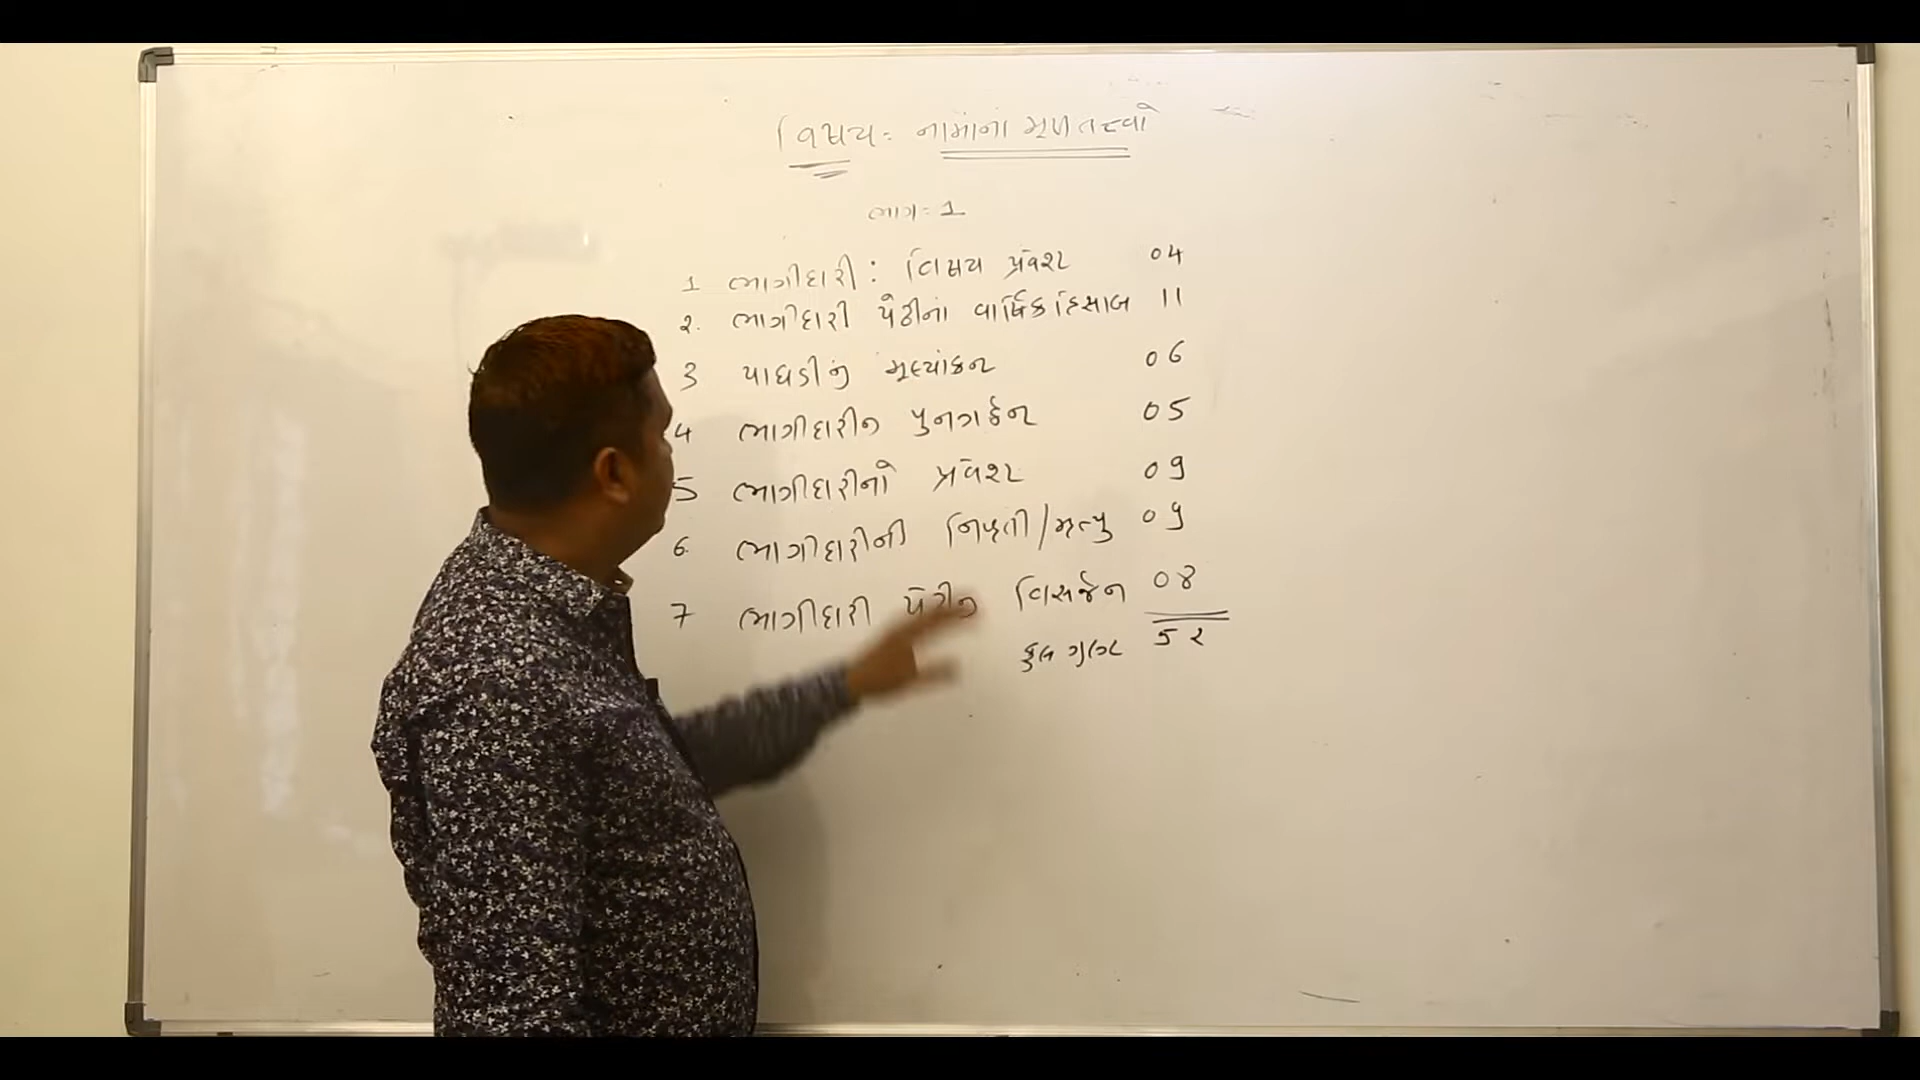 વિષય: નામાંના મૂળતત્ત્વો
ભાગ: 1
1 ભાગીદારી: વિષય પ્રવેશ 04
2. ભાગીદારી પેઢીના વાર્ષિક હિસાબ 11
3 પાઘડીનું મૂલ્યાંકન 06
4 ભાગીદારીનુ પુનર્ગઠન 05
5 ભાગીદારીનો પ્રવેશ 09
6. ભાગીદારીની નિવૃતી/મૃત્યુ 09
7 ભાગીદારી પેઢીનુ વિસર્જન 08
કુલ ગુણ 52